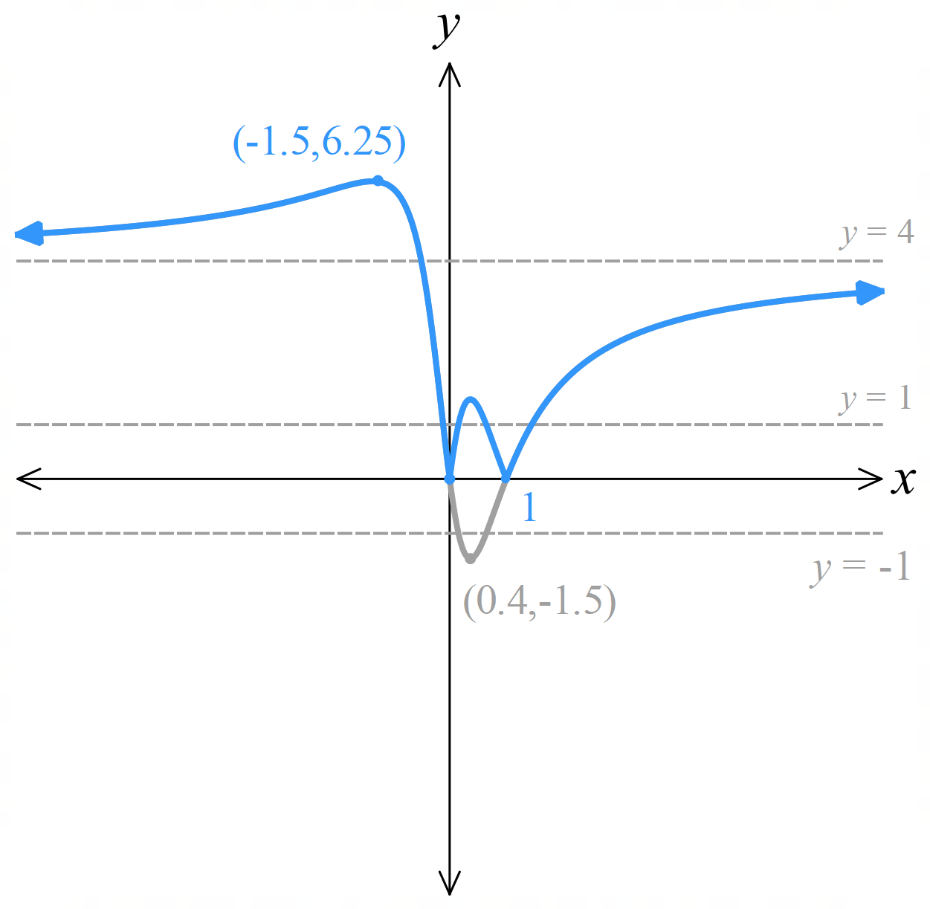 y
(-1.5,6.25)
y = 4
y = 1
x
1
y = -1
(0.4,-1.5)